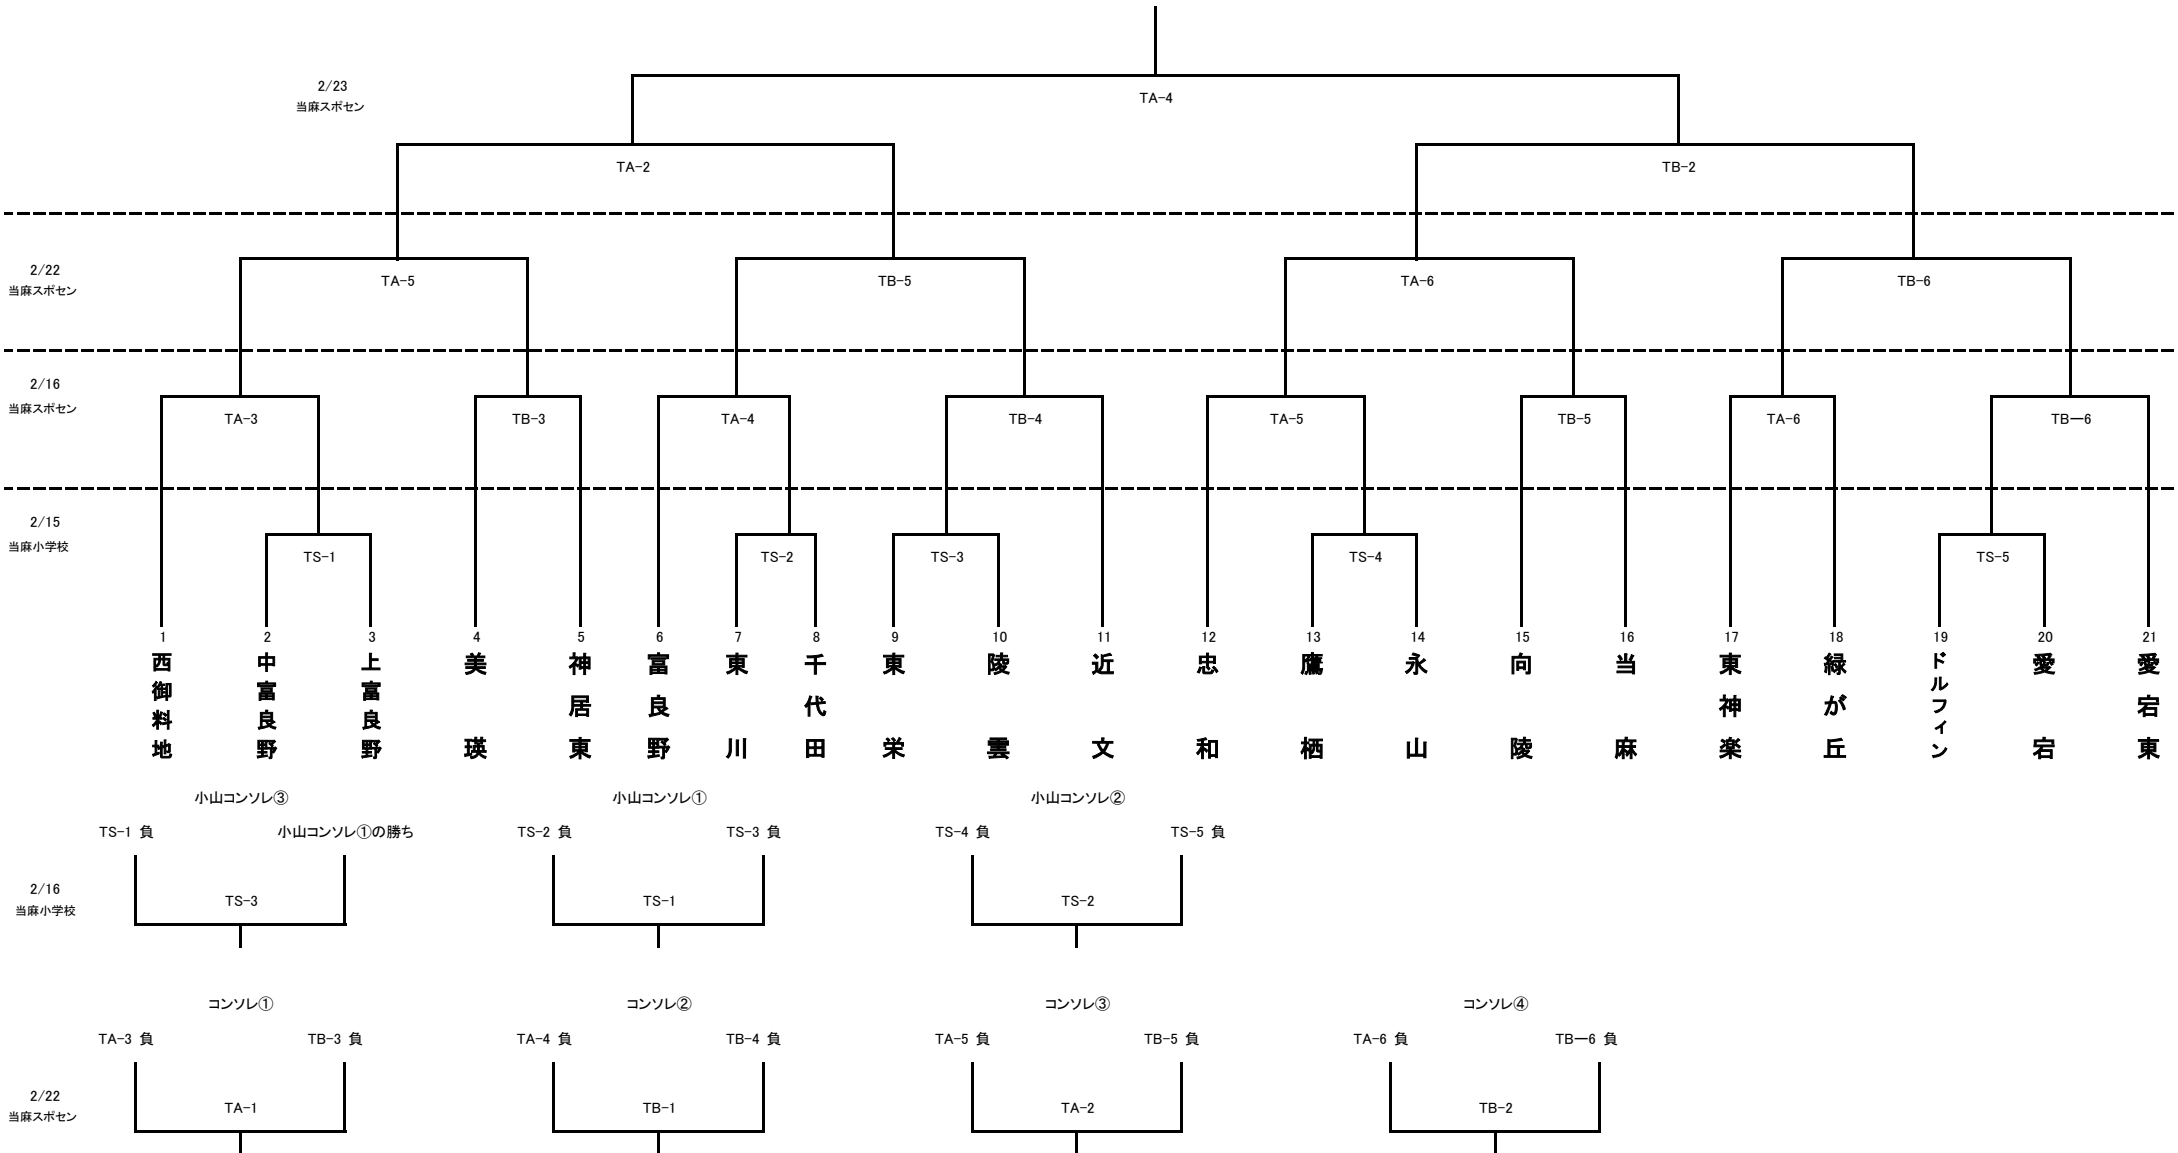 2/23
当麻スポセン
TA-4
TA-2
TB-2
2/22
当麻スポセン
TA-5
TB-5
TA-6
TB-6
2/16
当麻スポセン
TA-3
TB-3
TA-4
TB-4
TA-5
TB-5
TA-6
TBー6
2/15
当麻小学校
TS-1
TS-2
TS-3
TS-4
TS-5
1
西御料地
2
中富良野
3
上富良野
4
美瑛
5
神居東
6
富良野
7
東川
8
千代田
9
東栄
10
陵雲
11
近文
12
忠和
13
鷹栖
14
永山
15
向陵
16
当麻
17
東神楽
18
緑が丘
19
ドルフィン
20
愛宕
21
愛宕東
小山コンソレ③
小山コンソレ①
小山コンソレ②
TS-1 負
小山コンソレ①の勝ち
TS-2 負
TS-3 負
TS-4 負
TS-5 負
2/16
当麻小学校
TS-3
TS-1
TS-2
コンソレ①
コンソレ②
コンソレ③
コンソレ④
TA-3 負
TB-3 負
TA-4 負
TB-4 負
TA-5 負
TB-5 負
TA-6 負
TBー6 負
2/22
当麻スポセン
TA-1
TB-1
TA-2
TB-2